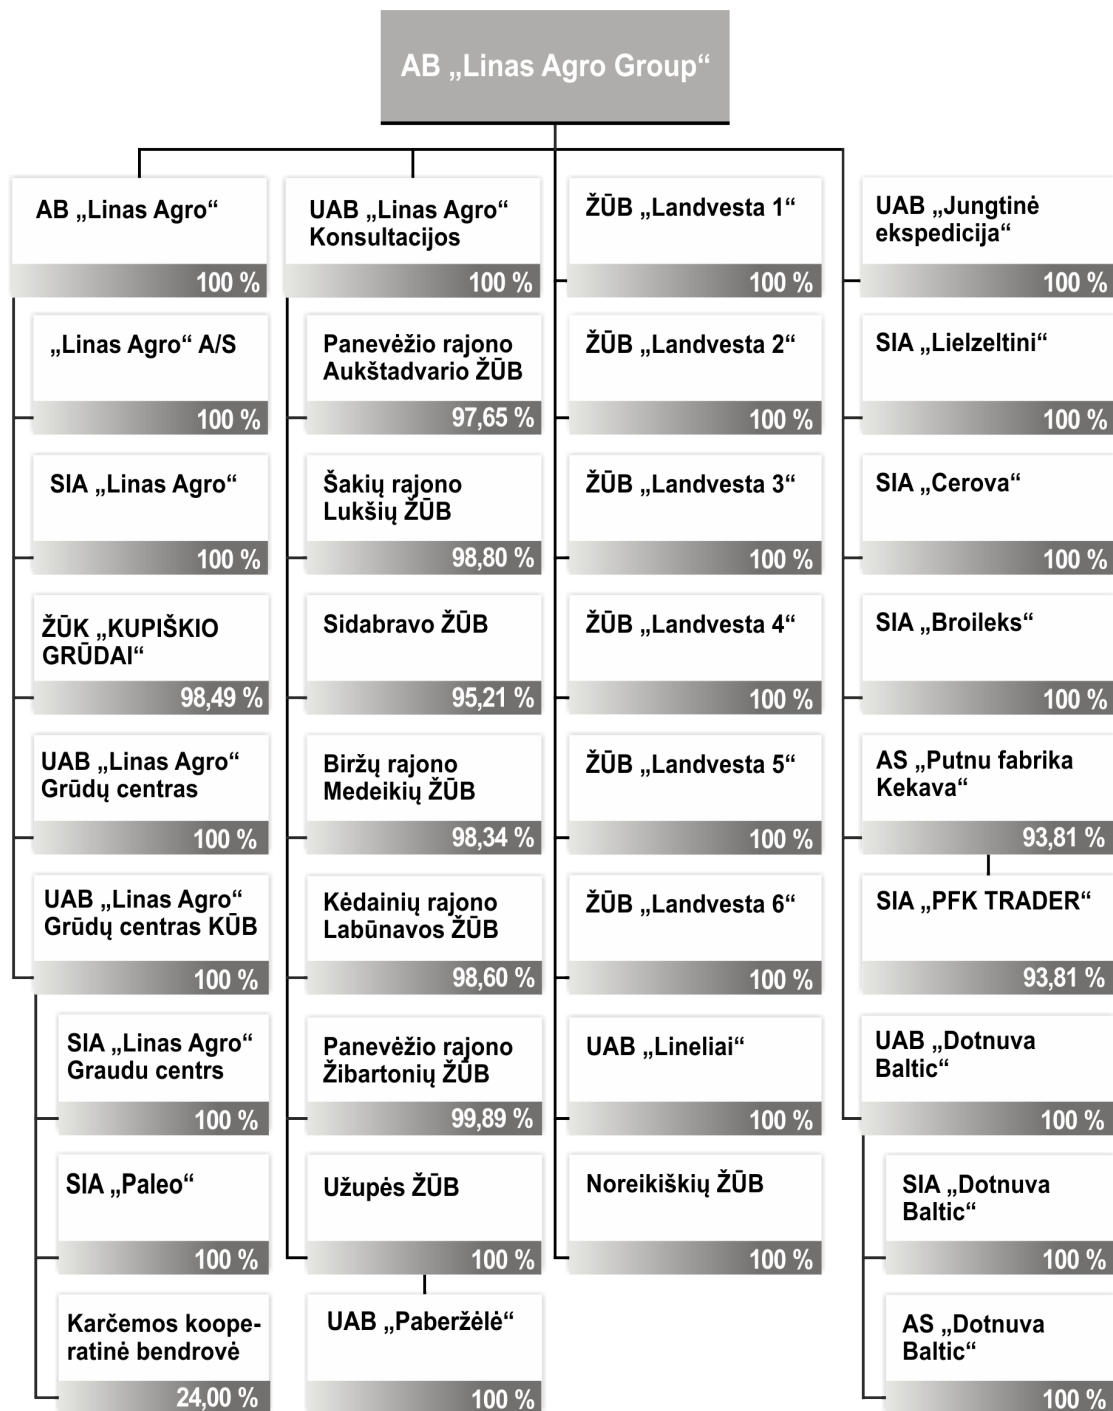 AB „Linas Agro Group“
AB „Linas Agro“
100 %
„Linas Agro“ A/S
100 %
SIA „Linas Agro“
100 %
ŽŪK „KUPIŠKIO
GRŪDAI“
98,49 %
UAB „Linas Agro“
Grūdų centras
100 %
UAB „Linas Agro“
Grūdų centras KŪB
100 %
SIA „Linas Agro“
Graudu centrs
100 %
SIA „Paleo“
100 %
Karčemos koope-
ratinė bendrovė
24,00 %
UAB „Linas Agro“
Konsultacijos
100 %
Panevėžio rajono
Aukštadvario ŽŪB
97,65 %
Šakių rajono
Lukšių ŽŪB
98,80 %
Sidabravo ŽŪB
95,21 %
Biržų rajono
Medeikių ŽŪB
98,34 %
Kėdainių rajono
Labūnavos ŽŪB
98,60 %
Panevėžio rajono
Žibartonių ŽŪB
99,89 %
Užupės ŽŪB
100 %
UAB „Paberžėlė“
100 %
ŽŪB „Landvesta 1“
100 %
ŽŪB „Landvesta 2“
100 %
ŽŪB „Landvesta 3“
100 %
ŽŪB „Landvesta 4“
100 %
ŽŪB „Landvesta 5“
100 %
ŽŪB „Landvesta 6“
100 %
UAB „Lineliai“
100 %
Noreikiškių ŽŪB
100 %
UAB „Jungtinė
ekspedicija“
100 %
SIA „Lielzeltini“
100 %
SIA „Cerova“
100 %
SIA „Broileks“
100 %
AS „Putnu fabrika
Kekava“
93,81 %
SIA „PFK TRADER“
93,81 %
UAB „Dotnuva
Baltic“
100 %
SIA „Dotnuva
Baltic“
100 %
AS „Dotnuva
Baltic“
100 %